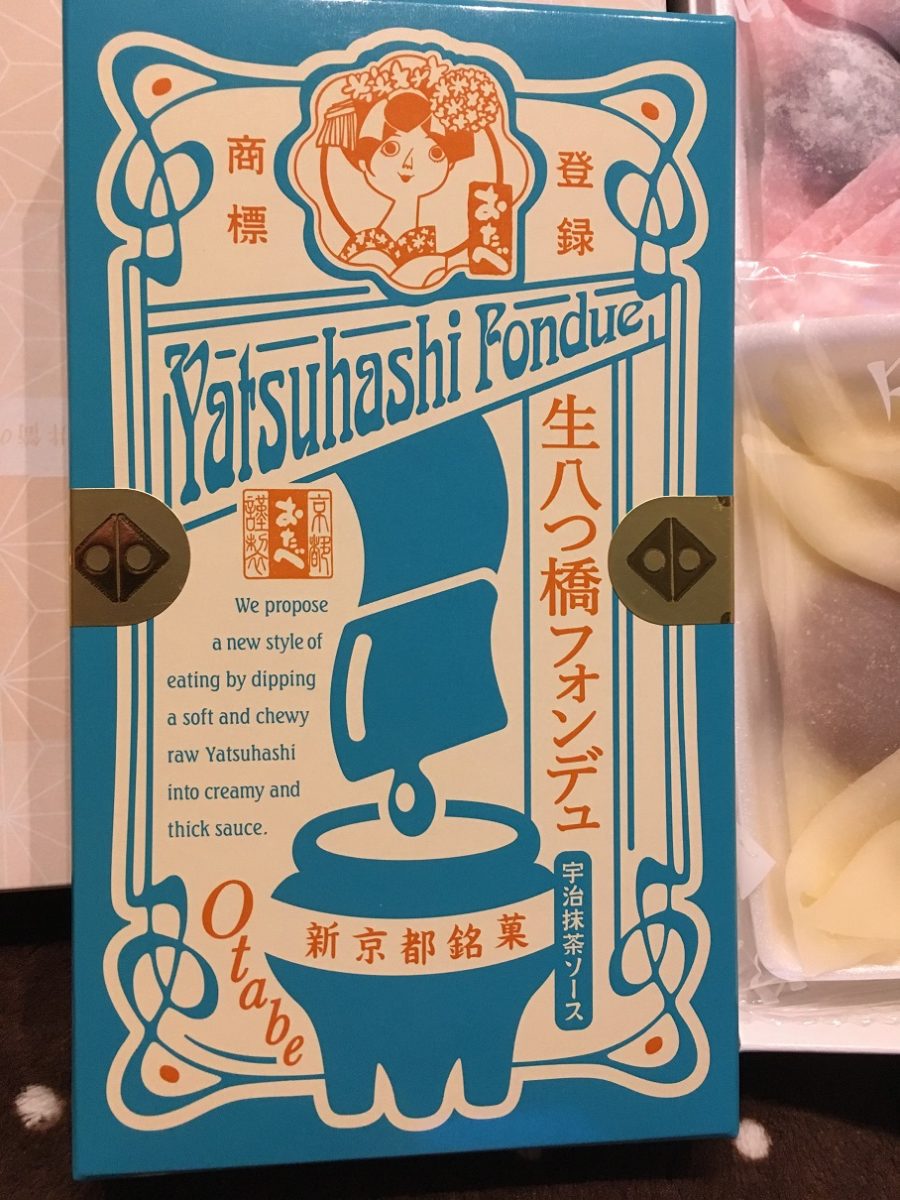 商標
登録
おたべ
Yatsuhashi Fondue
生八つ橋フォンデュ
京都
おたべ
謹製
We propose
a new style of
eating by dipping
a soft and chewy
raw Yatsuhashi
into creamy and
thick sauce.
宇治抹茶ソース
新京都銘菓
Otabe